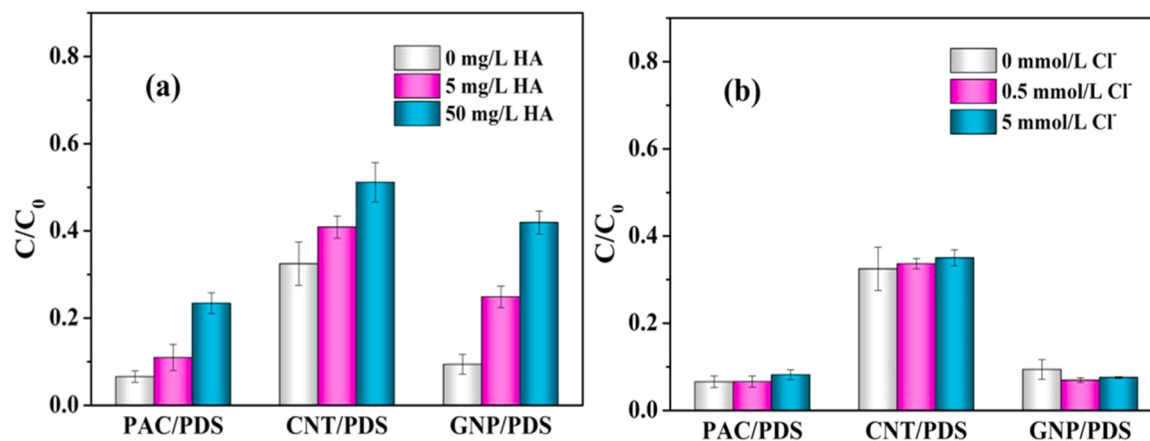 (a)
0 mg/L HA
5 mg/L HA
50 mg/L HA
C/C₀
0.8
0.6
0.4
0.2
0.0
PAC/PDS CNT/PDS GNP/PDS
(b)
0 mmol/L Cl⁻
0.5 mmol/L Cl⁻
5 mmol/L Cl⁻
C/C₀
0.8
0.6
0.4
0.2
0.0
PAC/PDS CNT/PDS GNP/PDS